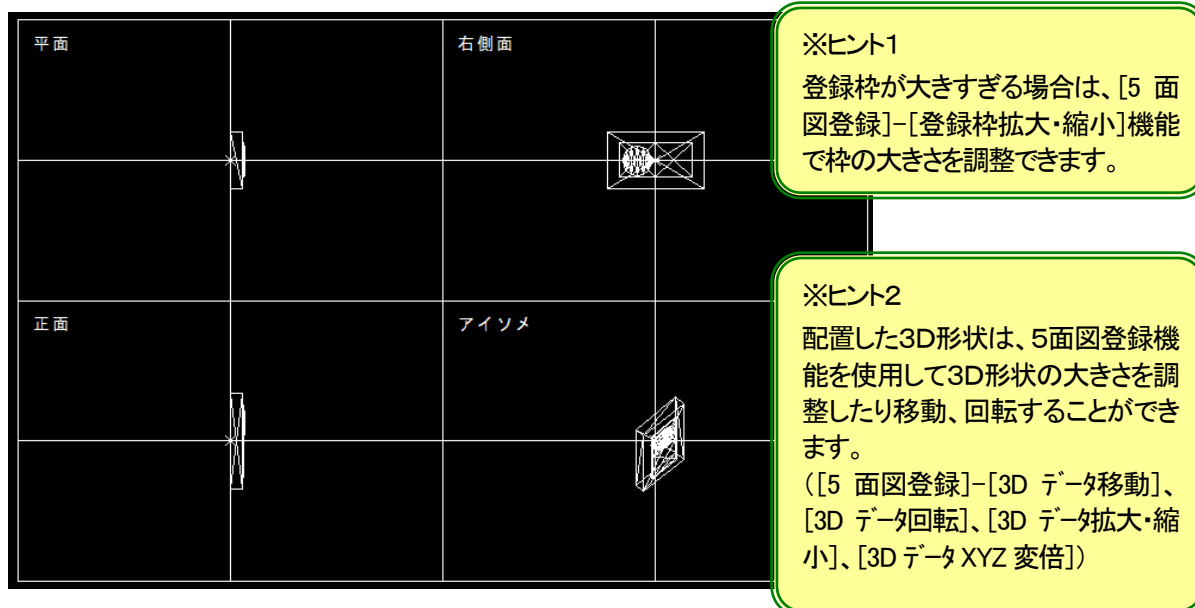 平面
右側面
正面
アイソメ
※ヒント1
登録枠が大きすぎる場合は、[5 面
図登録]-[登録枠拡大・縮小]機能
で枠の大きさを調整できます。
※ヒント2
配置した3D形状は、5面図登録機
能を使用して3D形状の大きさを調
整したり移動、回転することができ
ます。
([5 面図登録]-[3D ﾃﾞｰﾀ移動]、
[3D ﾃﾞｰﾀ回転]、[3D ﾃﾞｰﾀ拡大・縮
小]、[3D ﾃﾞｰﾀ XYZ 変倍])